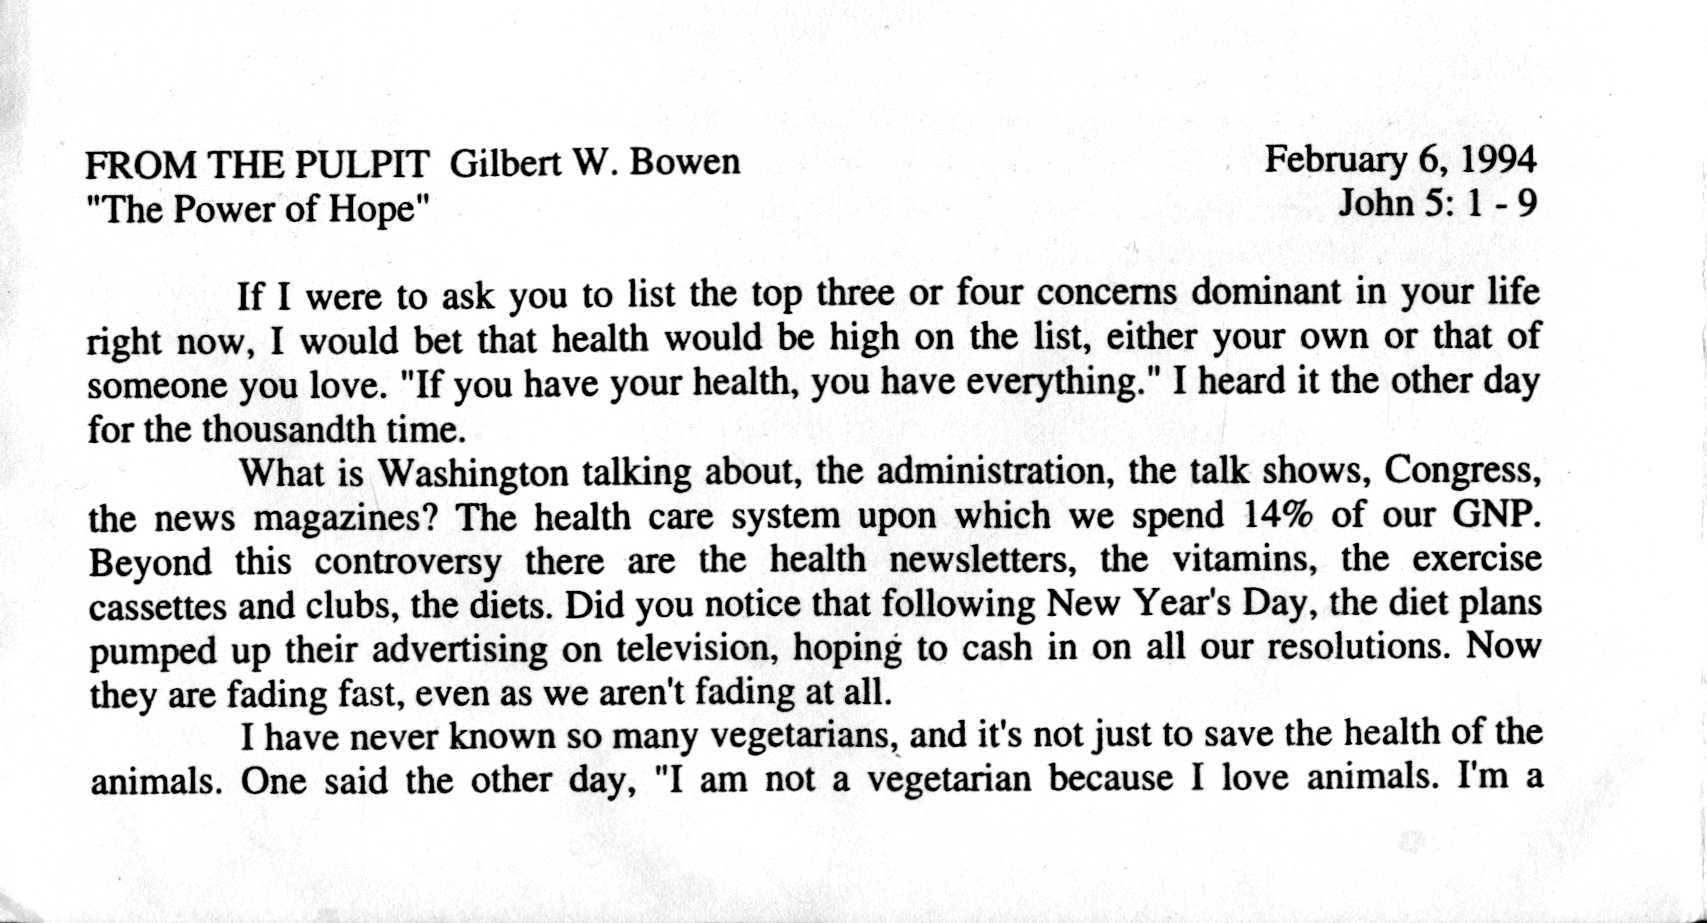 FROM THE PULPIT Gilbert W. Bowen February 6, 1994
"The Power of Hope" John 5: 1 - 9
If I were to ask you to list the top three or four concerns dominant in your life
right now, I would bet that health would be high on the list, either your own or that of
someone you love. "If you have your health, you have everything." I heard it the other day
for the thousandth time.
What is Washington talking about, the administration, the talk shows, Congress,
the news magazines? The health care system upon which we spend 14% of our GNP.
Beyond this controversy there are the health newsletters, the vitamins, the exercise
cassettes and clubs, the diets. Did you notice that following New Year's Day, the diet plans
pumped up their advertising on television, hoping to cash in on all our resolutions. Now
they are fading fast, even as we aren't fading at all.
I have never known so many vegetarians, and it's not just to save the health of the
animals. One said the other day, "I am not a vegetarian because I love animals. I'm a